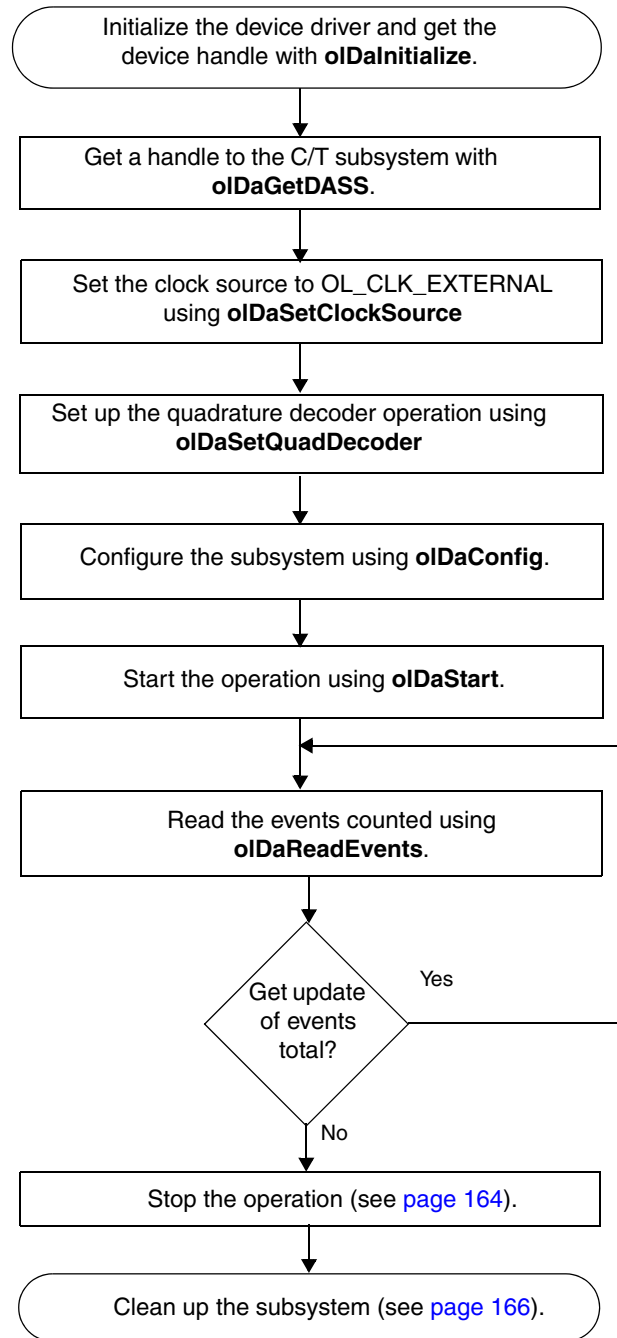 Initialize the device driver and get the
device handle with olDaInitialize.
Get a handle to the C/T subsystem with
olDaGetDASS.
Set the clock source to OL_CLK_EXTERNAL
using olDaSetClockSource
Set up the quadrature decoder operation using
olDaSetQuadDecoder
Configure the subsystem using olDaConfig.
Start the operation using olDaStart.
Read the events counted using
olDaReadEvents.
Get update
of events
total?
Yes
No
Stop the operation (see page 164).
Clean up the subsystem (see page 166).